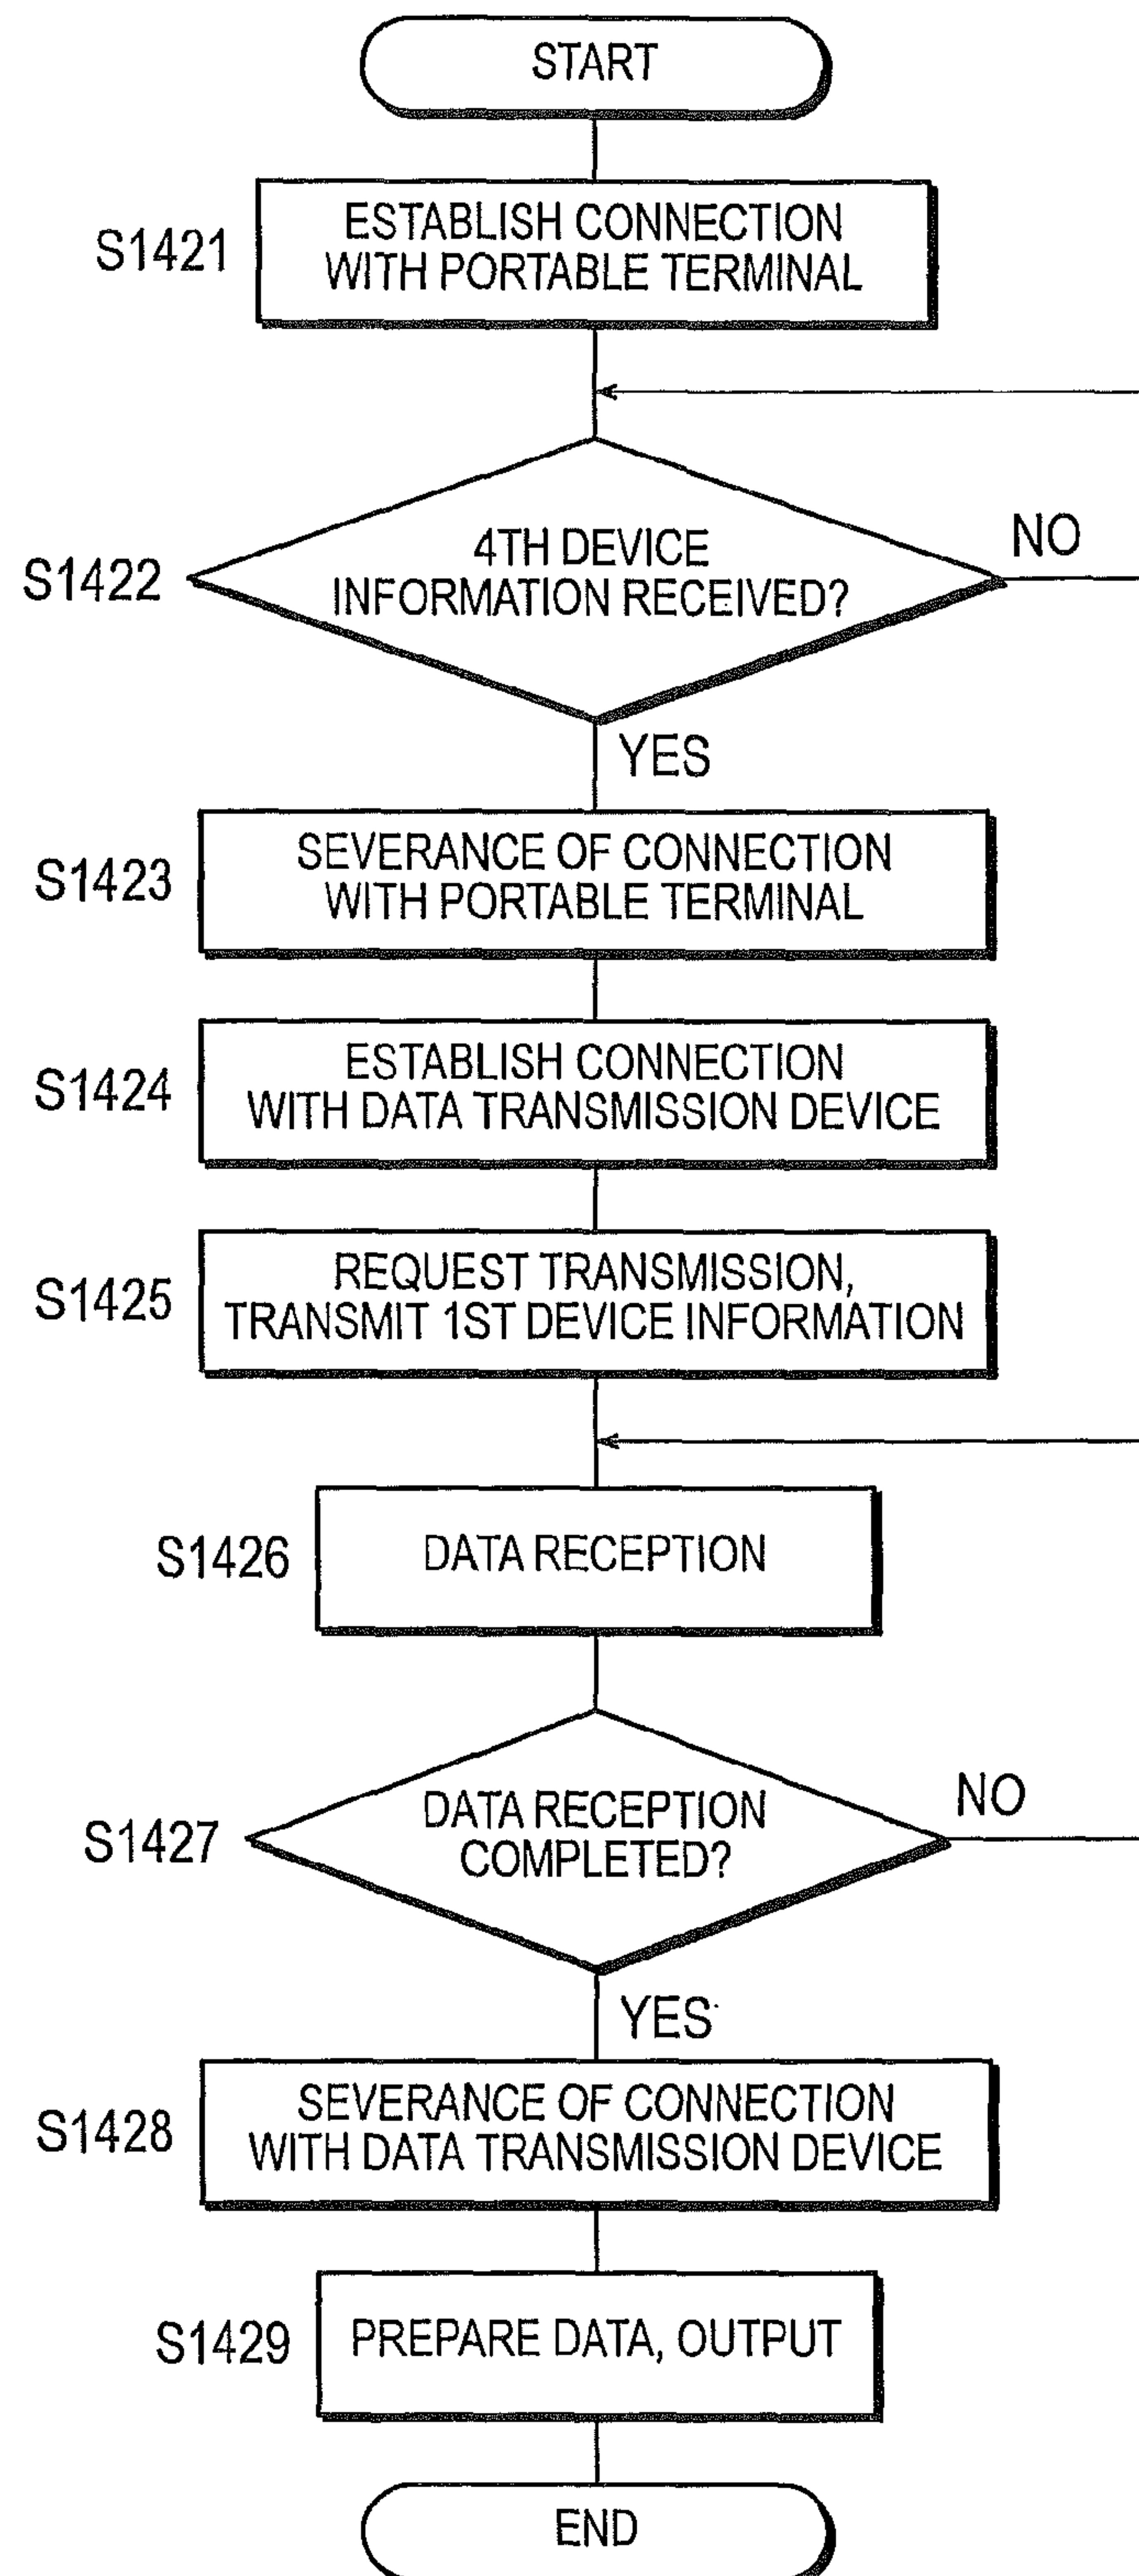 START
S1421
ESTABLISH CONNECTION
WITH PORTABLE TERMINAL
S1422
4TH DEVICE
INFORMATION RECEIVED?
NO
YES
S1423
SEVERANCE OF CONNECTION
WITH PORTABLE TERMINAL
S1424
ESTABLISH CONNECTION
WITH DATA TRANSMISSION DEVICE
S1425
REQUEST TRANSMISSION,
TRANSMIT 1ST DEVICE INFORMATION
S1426
DATA RECEPTION
S1427
DATA RECEPTION
COMPLETED?
NO
YES
S1428
SEVERANCE OF CONNECTION
WITH DATA TRANSMISSION DEVICE
S1429
PREPARE DATA, OUTPUT
END